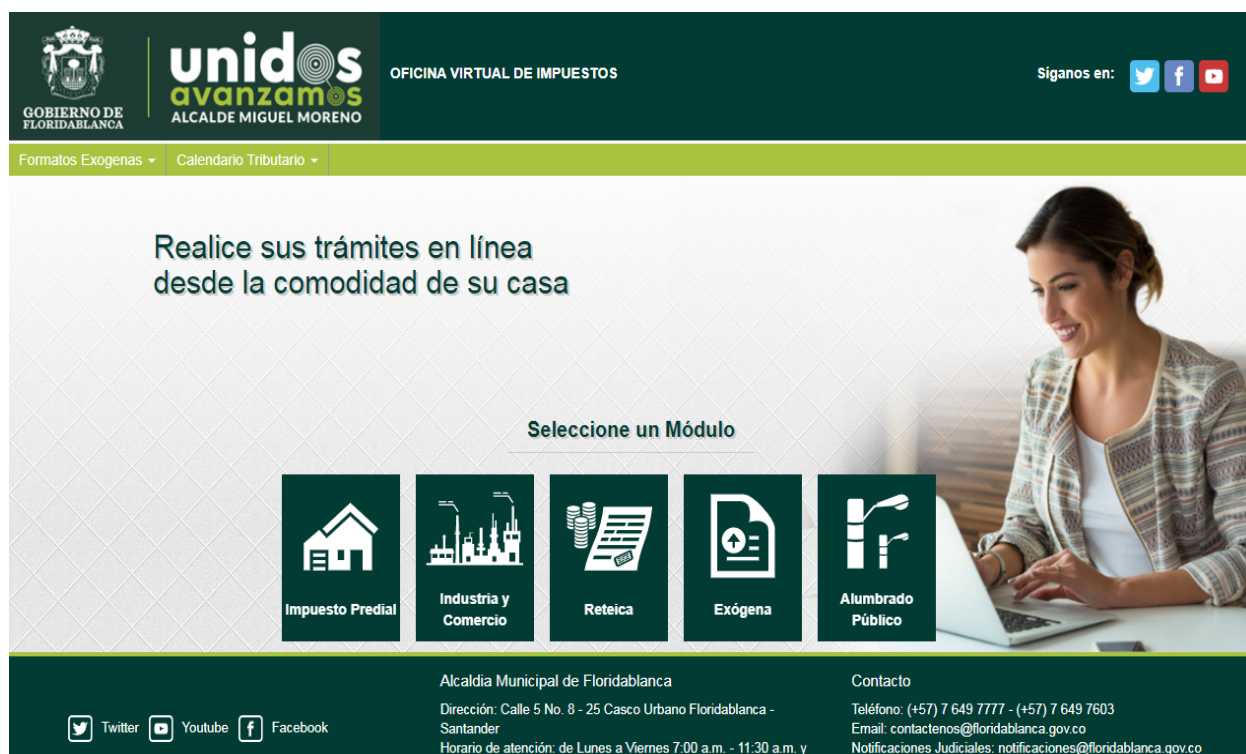 GOBIERNO DE
FLORIDABLANCA
unidos
avanzamos
ALCALDE MIGUEL MORENO
OFICINA VIRTUAL DE IMPUESTOS
Síganos en:
Formatos Exogenas
Calendario Tributario
Realice sus trámites en línea
desde la comodidad de su casa
Seleccione un Módulo
Impuesto Predial
Industria y
Comercio
Reteica
Exógena
Alumbrado
Público
Twitter
Youtube
Facebook
Alcaldia Municipal de Floridablanca
Dirección: Calle 5 No. 8 - 25 Casco Urbano Floridablanca -
Santander
Horario de atención: de Lunes a Viernes 7:00 a.m. - 11:30 a.m. y
Contacto
Teléfono: (+57) 7 649 7777 - (+57) 7 649 7603
Email: contactenos@floridablanca.gov.co
Notificaciones Judiciales: notificaciones@floridablanca.gov.co